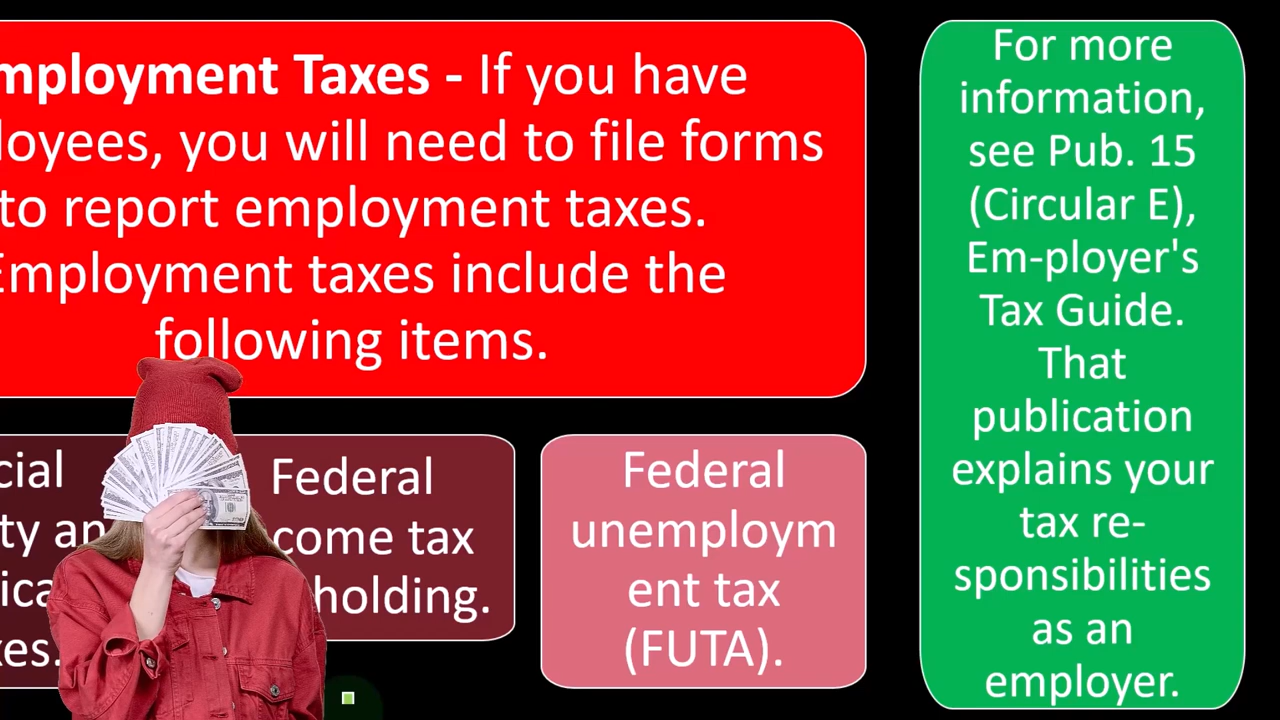 mployment Taxes - If you have
loyees, you will need to file forms
to report employment taxes.
Employment taxes include the
following items.
cial
ty an
ica
xes.
Federal
come tax
holding.
Federal
unemploym
ent tax
(FUTA).
For more
information,
see Pub. 15
(Circular E),
Em-ployer's
Tax Guide.
That
publication
explains your
tax re-
sponsibilities
as an
employer.